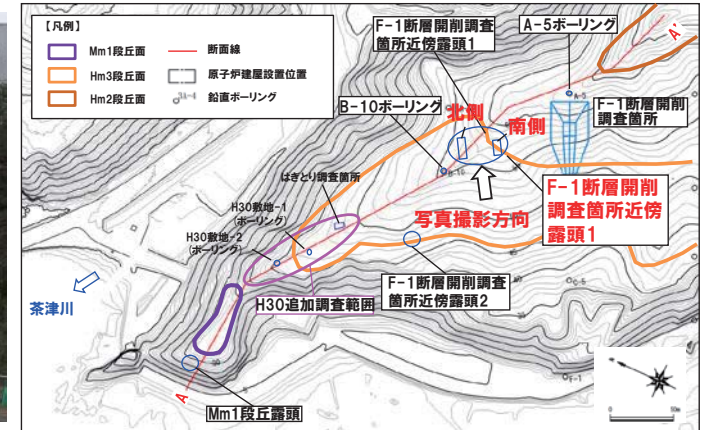 【凡例】
Mm1段丘面
断面線
Hm3段丘面
原子炉建屋設置位置
Hm2段丘面
3A-4
鉛直ボーリング
F-1断層開削調査
箇所近傍露頭1
A-5ボーリング
A'
A-5
F-1断層開削
調査箇所
B-10ボーリング
北側
南側
B-10
はぎとり調査箇所
F-1断層開削
調査箇所近傍
露頭1
写真撮影方向
H30敷地-1
(ボーリング)
H30敷地-2
(ボーリング)
F-1断層開削調査
箇所近傍露頭2
C-5
茶津川
H30追加調査範囲
F-1
A
Mm1段丘露頭
0
50m